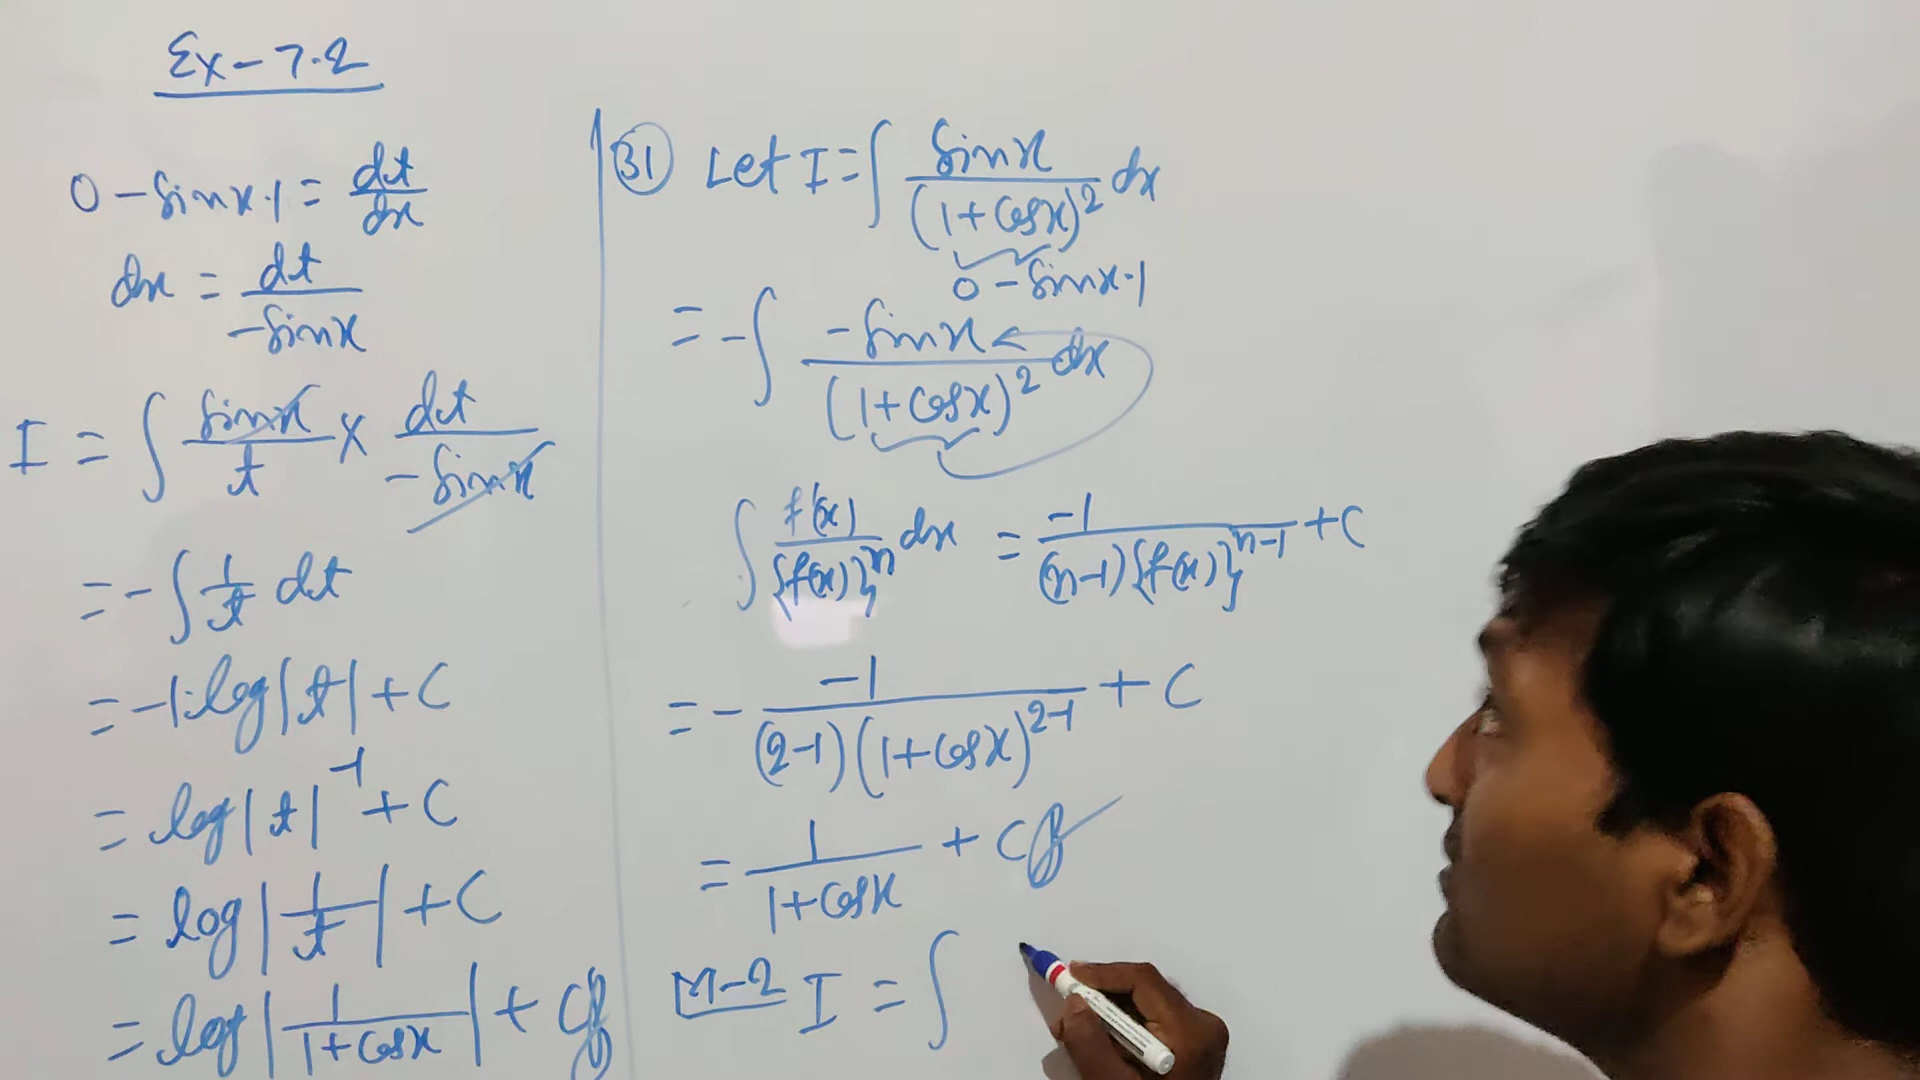 Ex-7.2
0 - sinx.1 = dt/dx
dx = dt/-sinx
I = ∫ sinx/t × dt/-sinx
= -∫ 1/t dt
= -1.log|t| + C
= log|t|^-1 + C
= log|1/t| + C
= log|1/1+cosx| + C
31 Let I = ∫ sinx/(1+cosx)^2 dx
0 - sinx.1
= -∫ -sinx/(1+cosx)^2 dx
∫ f'(x)/{f(x)}^n dx = -1/(n-1){f(x)}^n-1 + C
= - -1/(2-1)(1+cosx)^2-1 + C
= 1/1+cosx + C
M-2 I = ∫